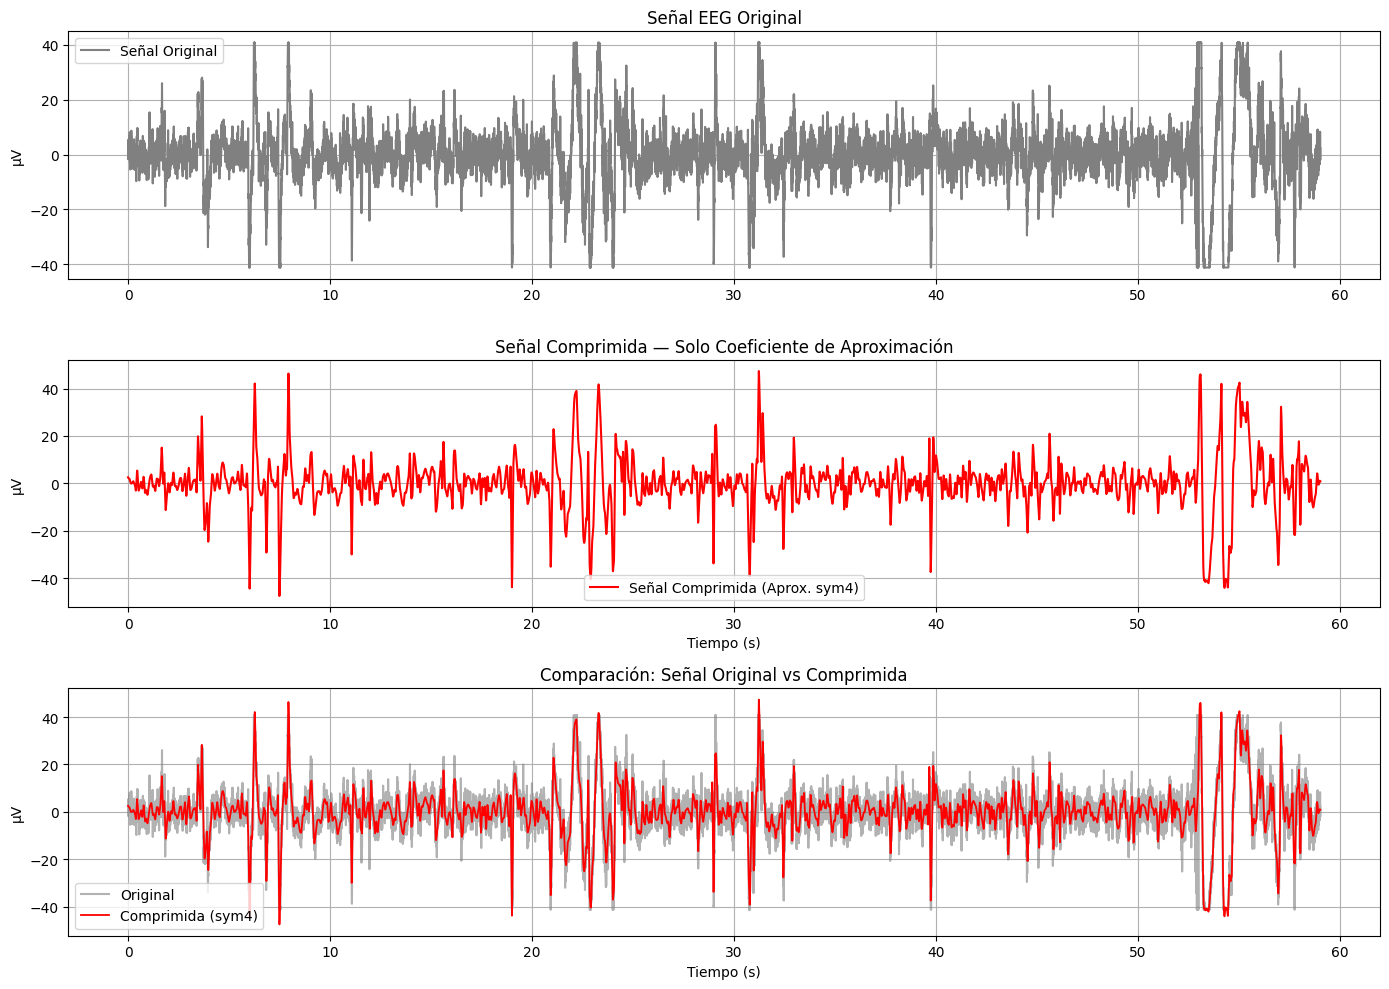 Señal EEG Original
Señal Original
µV
40
20
0
−20
−40
0 10 20 30 40 50 60
Señal Comprimida — Solo Coeficiente de Aproximación
µV
40
20
0
−20
−40
Señal Comprimida (Aprox. sym4)
0 10 20 30 40 50 60
Tiempo (s)
Comparación: Señal Original vs Comprimida
µV
40
20
0
−20
−40
Original
Comprimida (sym4)
0 10 20 30 40 50 60
Tiempo (s)